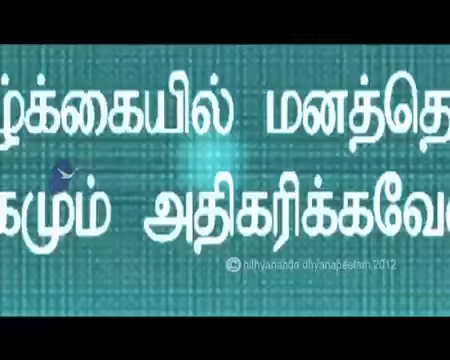 ழ்க்கையில் மனத்தெ
கமும் அதிகரிக்கவே
© nithyananda dhyanapeetam 2012